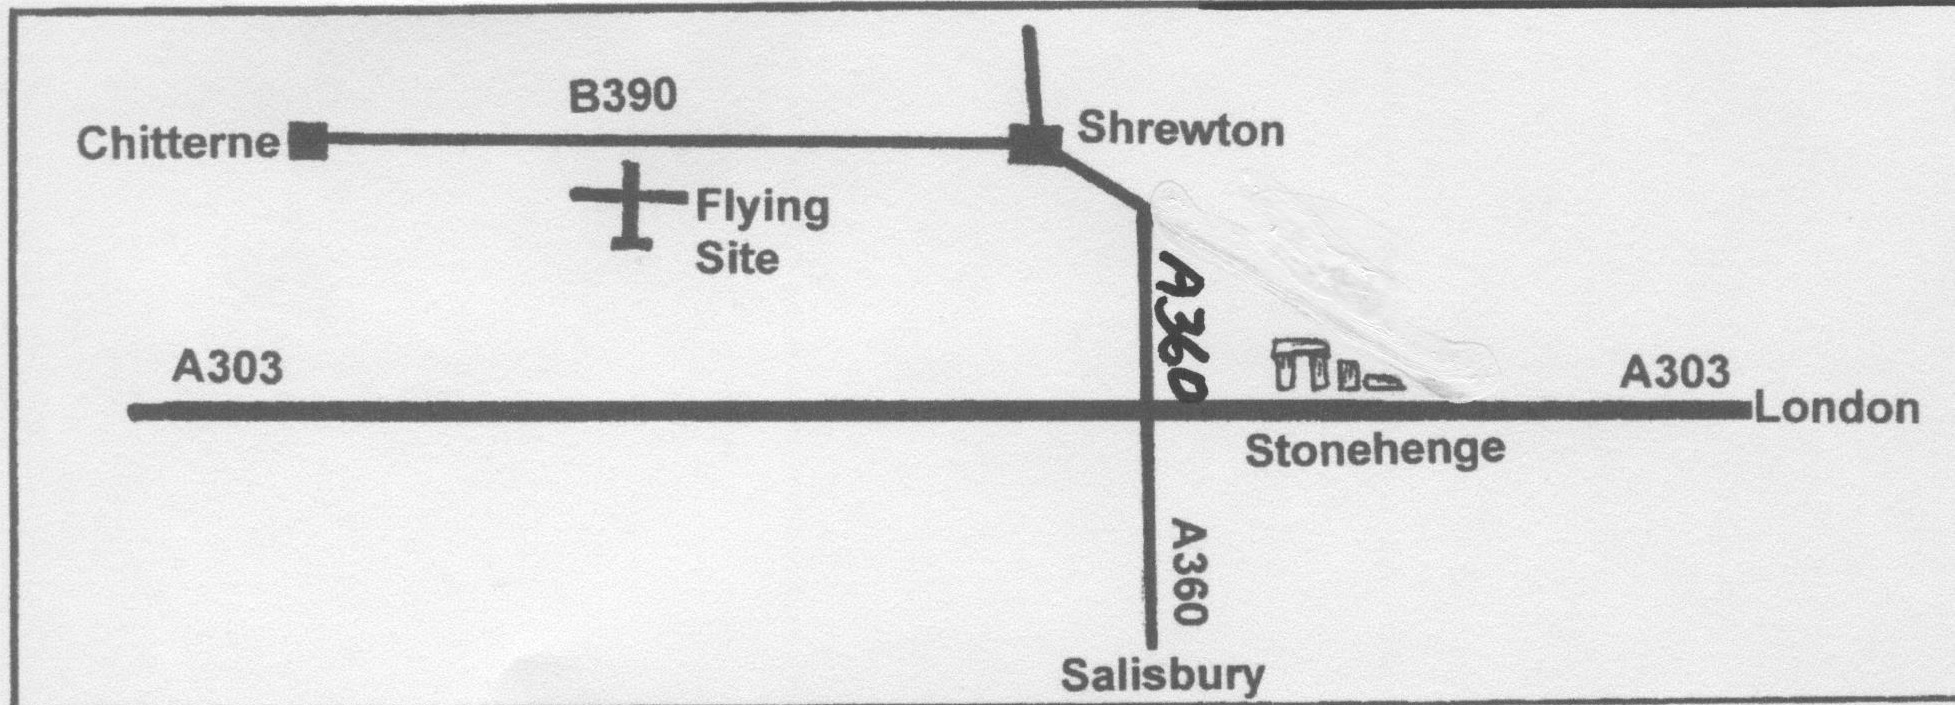 B390
Chitterne
Shrewton
Flying
Site
A360
A303
A303
London
Stonehenge
A360
Salisbury